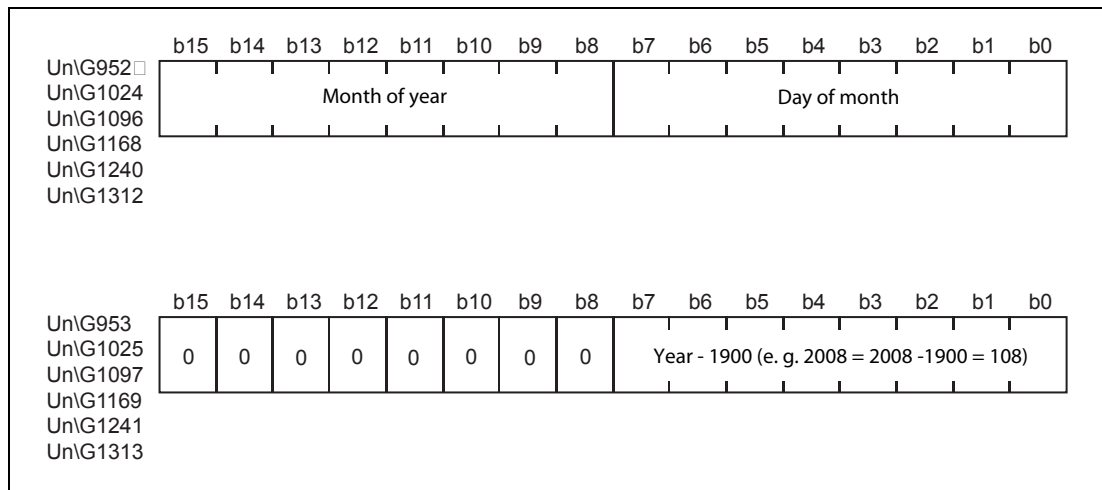 b15 b14 b13 b12 b11 b10 b9 b8 b7 b6 b5 b4 b3 b2 b1 b0
Un\G952□
Un\G1024
Month of year Day of month
Un\G1096
Un\G1168
Un\G1240
Un\G1312
b15 b14 b13 b12 b11 b10 b9 b8 b7 b6 b5 b4 b3 b2 b1 b0
Un\G953
Un\G1025
0 0 0 0 0 0 0 0 Year - 1900 (e. g. 2008 = 2008 -1900 = 108)
Un\G1097
Un\G1169
Un\G1241
Un\G1313